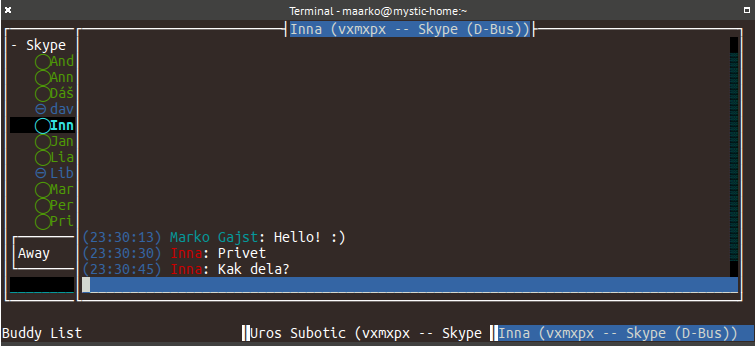 Terminal - maarko@mystic-home:~
Inna (vxmxpx -- Skype (D-Bus))
- Skype
And
Ann
Dáš
dav
Inn
Jan
Lia
Lib
Mar
Per
Pri
(23:30:13) Marko Gajst: Hello! :)
Away
(23:30:30) Inna: Privet
(23:30:45) Inna: Kak dela?
Buddy List
Uros Subotic (vxmxpx -- Skype
Inna (vxmxpx -- Skype (D-Bus))